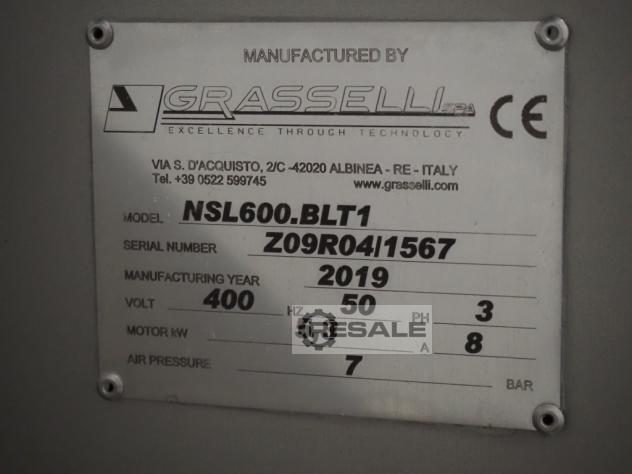 MANUFACTURED BY
GRASSELLI SPA CE
EXCELLENCE THROUGH TECHNOLOGY
VIA S. D'ACQUISTO, 2/C -42020 ALBINEA - RE - ITALY
Tel. +39 0522 599745 www.grasselli.com
MODEL NSL600.BLT1
SERIAL NUMBER Z09R04/1567
MANUFACTURING YEAR 2019
VOLT 400 HZ 50 PH 3
RESALE
MOTOR kW A 8
AIR PRESSURE 7 BAR